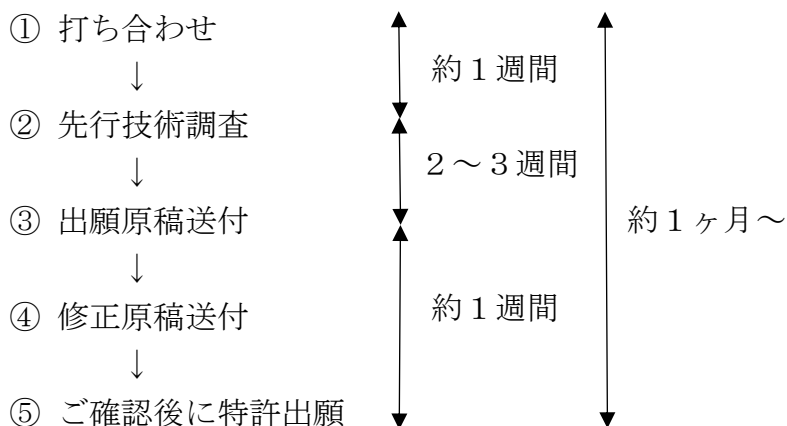 ① 打ち合わせ
↓
約１週間
② 先行技術調査
↓
２～３週間
③ 出願原稿送付
約１ヶ月～
↓
④ 修正原稿送付
約１週間
↓
⑤ ご確認後に特許出願